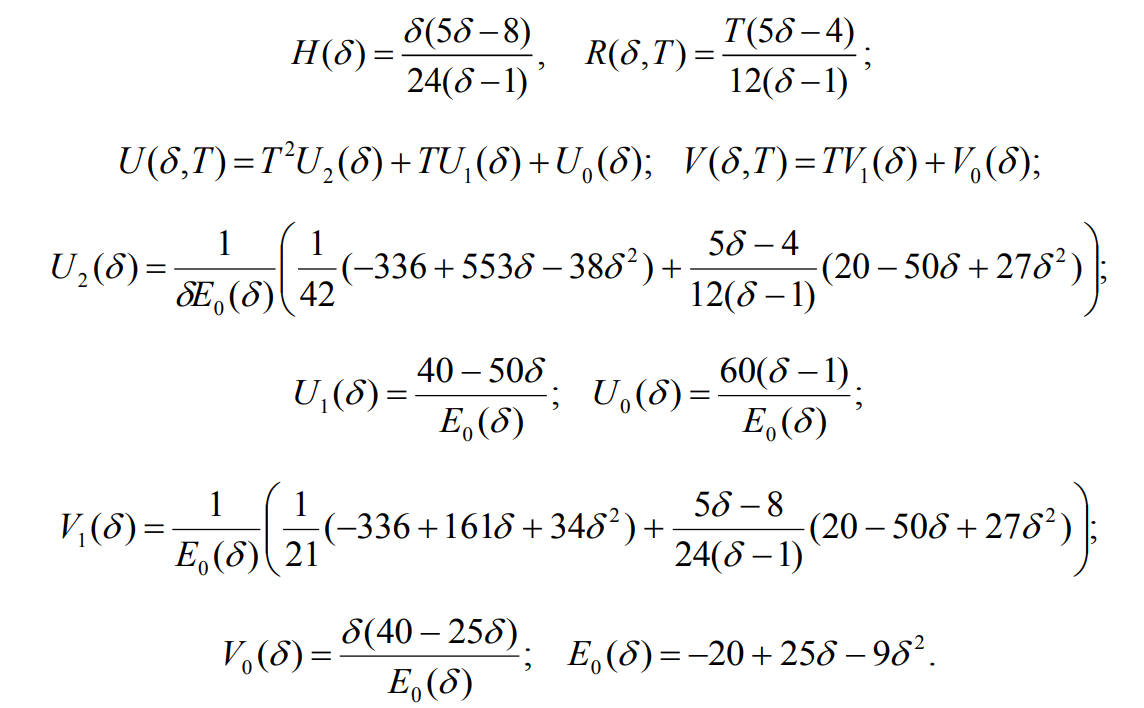 H(δ) = δ(5δ − 8) / 24(δ − 1), R(δ,T) = T(5δ − 4) / 12(δ − 1);
U(δ,T) = T²U₂(δ) + TU₁(δ) + U₀(δ); V(δ,T) = TV₁(δ) + V₀(δ);
U₂(δ) = 1 / δE₀(δ) ( 1/42 (−336 + 553δ − 38δ²) + (5δ − 4) / 12(δ − 1) (20 − 50δ + 27δ²) );
U₁(δ) = (40 − 50δ) / E₀(δ); U₀(δ) = 60(δ − 1) / E₀(δ);
V₁(δ) = 1 / E₀(δ) ( 1/21 (−336 + 161δ + 34δ²) + (5δ − 8) / 24(δ − 1) (20 − 50δ + 27δ²) );
V₀(δ) = δ(40 − 25δ) / E₀(δ); E₀(δ) = −20 + 25δ − 9δ².